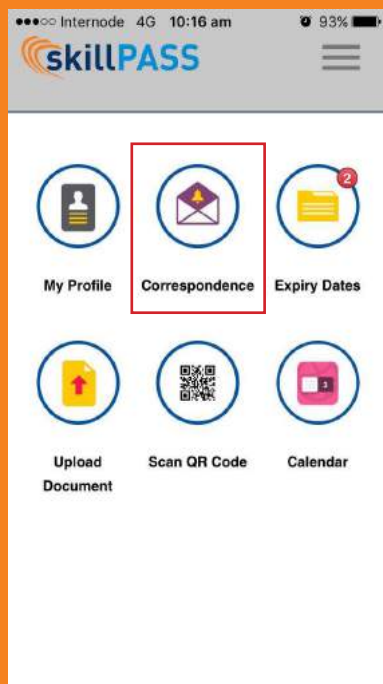 Internode 4G 10:16 am 93%
skillPASS
2
My Profile Correspondence Expiry Dates
3
Upload Document Scan QR Code Calendar